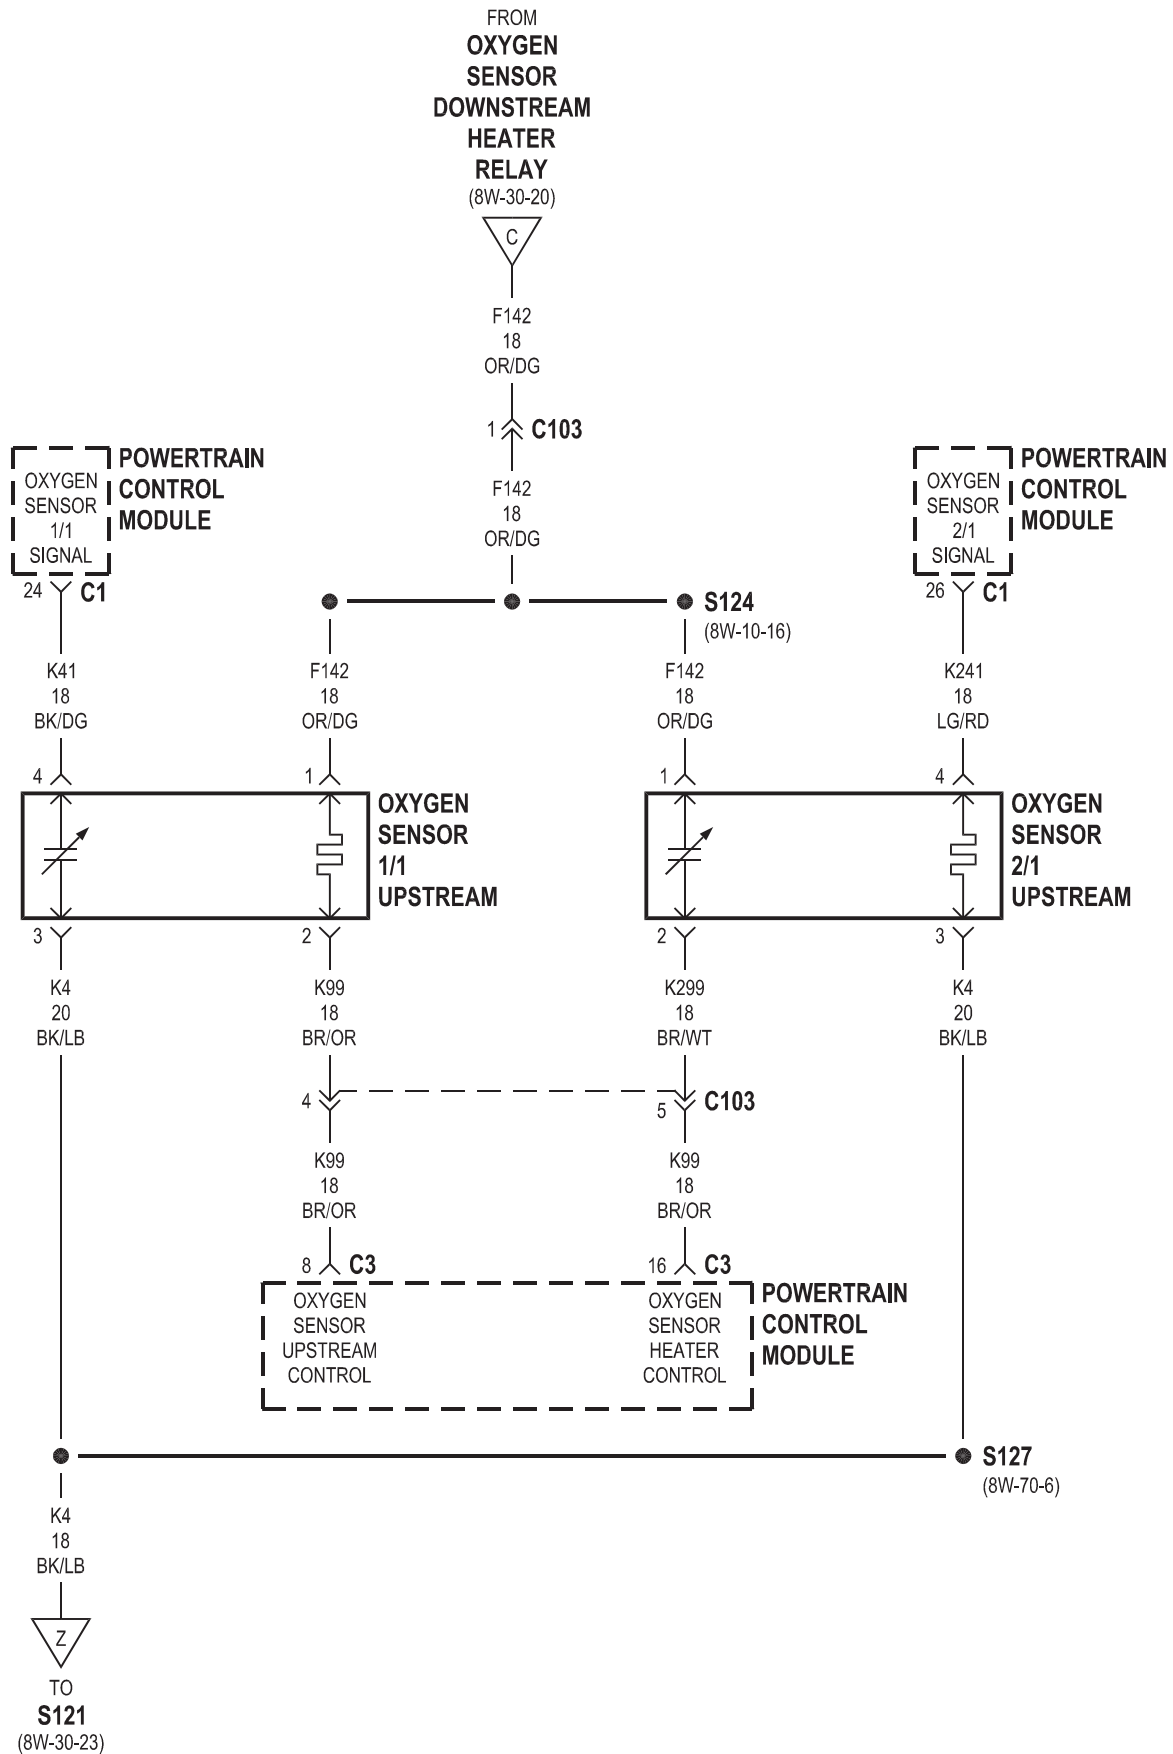 FROM
OXYGEN
SENSOR
DOWNSTREAM
HEATER
RELAY
(8W-30-20)
C
F142
18
OR/DG
1 C103
F142
18
OR/DG
OXYGEN
SENSOR
1/1
SIGNAL
POWERTRAIN
CONTROL
MODULE
24 C1
OXYGEN
SENSOR
2/1
SIGNAL
POWERTRAIN
CONTROL
MODULE
26 C1
S124
(8W-10-16)
K41
18
BK/DG
F142
18
OR/DG
F142
18
OR/DG
K241
18
LG/RD
4
1
1
4
OXYGEN
SENSOR
1/1
UPSTREAM
OXYGEN
SENSOR
2/1
UPSTREAM
3
2
2
3
K4
20
BK/LB
K99
18
BR/OR
K299
18
BR/WT
K4
20
BK/LB
4
5
C103
K99
18
BR/OR
K99
18
BR/OR
8 C3
16 C3
OXYGEN
SENSOR
UPSTREAM
CONTROL
OXYGEN
SENSOR
HEATER
CONTROL
POWERTRAIN
CONTROL
MODULE
S127
(8W-70-6)
K4
18
BK/LB
Z
TO
S121
(8W-30-23)